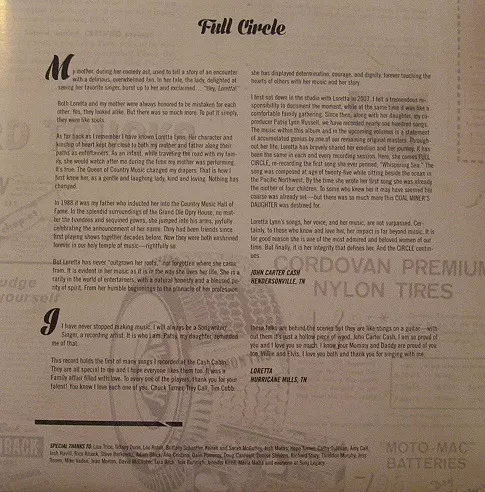 Full Circle
My mother, during her comedy act, used to tell a story of an encounter
with a delirious, overwhelmed fan. In her tale, the lady, delighted at
seeing her favorite singer, burst up to her and exclaimed... "Hey, Loretta!"
Both Loretta and my mother were always honored to be mistaken for each
other. Yes, they looked alike. But there was so much more. To put it simply,
they were like souls.
As far back as I remember I have known Loretta Lynn. Her character and
kinship of heart kept her close to both my mother and father along their
paths as entertainers. As an infant, while traveling the road with my fam-
ily, she would watch after me during the time my mother was performing.
It's true. The Queen of Country Music changed my diapers. That is how I
first knew her, as a gentle and laughing lady, kind and loving. Nothing has
changed.
In 1988 it was my father who inducted her into the Country Music Hall of
Fame. In the splendid surroundings of the Grand Ole Opry House, no mat-
ter the tuxedos and sequined gowns, she jumped into his arms, joyfully
celebrating the announcement of her name. They had been friends since
first playing shows together decades before. Now they were both enshrined
forever in our holy temple of music—rightfully so.
But Loretta has never "outgrown her roots," not forgotten where she came
from. It is evident in her music as it is in the way she lives her life. She is a
rarity in the world of entertainers, with a natural honesty and a blessed pu-
rity of spirit. From her humble beginnings to the pinnacle of her profession
she has displayed determination, courage, and dignity, forever touching the
hearts of others with her music and her story.
I first sat down in the studio with Loretta in 2007. I felt a tremendous re-
sponsibility to document the moment, while at the same time it was like a
comfortable family gathering. Since then, along with her daughter, my co-
producer Patsy Lynn Russell, we have recorded nearly one hundred songs.
The music within this album and in the upcoming volumes is a statement
of accumulated genius by one of our remaining original masters. Through-
out her life, Loretta has bravely shared her emotion and her journey. It has
been the same in each and every recording session. Here, she comes FULL
CIRCLE, re-recording the first song she ever penned, "Whispering Sea." The
song was composed at age of twenty-five while sitting beside the ocean in
the Pacific Northwest. By the time she wrote her first song she was already
the mother of four children. To some who knew her it may have seemed her
course was already set—but there was so much more this COAL MINER'S
DAUGHTER was destined for.
Loretta Lynn's songs, her voice, and her music, are not surpassed. Cer-
tainly, to those who know and love her, her impact is far beyond music. It is
for good reason she is one of the most admired and beloved women of our
time. But finally, it is her integrity that defines her. And the CIRCLE contin-
ues
JOHN CARTER CASH
HENDERSONVILLE, TN
CORDOVAN PREMIUM
NYLON TIRES
I have never stopped making music. I will always be a Songwriter,
Singer, a recording artist. It is who I am. Patsy, my daughter, reminded
me of that.
This record holds the first of many songs I recorded at the Cash Cabin.
They are all special to me and I hope everyone likes them too. It was a
Family affair filled with love. To every one of the players, thank you for your
talent! You know I love each one of you. Chuck Turner, Trey Call, Tim Cobb:
these folks are behind the scenes but they are like strings on a guitar—with
out them it's just a hollow piece of wood. John Carter Cash, I am so proud of
you and I love you so much. I know your Mommy and Daddy are proud of you
too. Willie and Elvis, I love you both and thank you for singing with me.
LORETTA
HURRICANE MILLS, TN
SPECIAL THANKS TO:
"MOTO-MAC"
BATTERIES